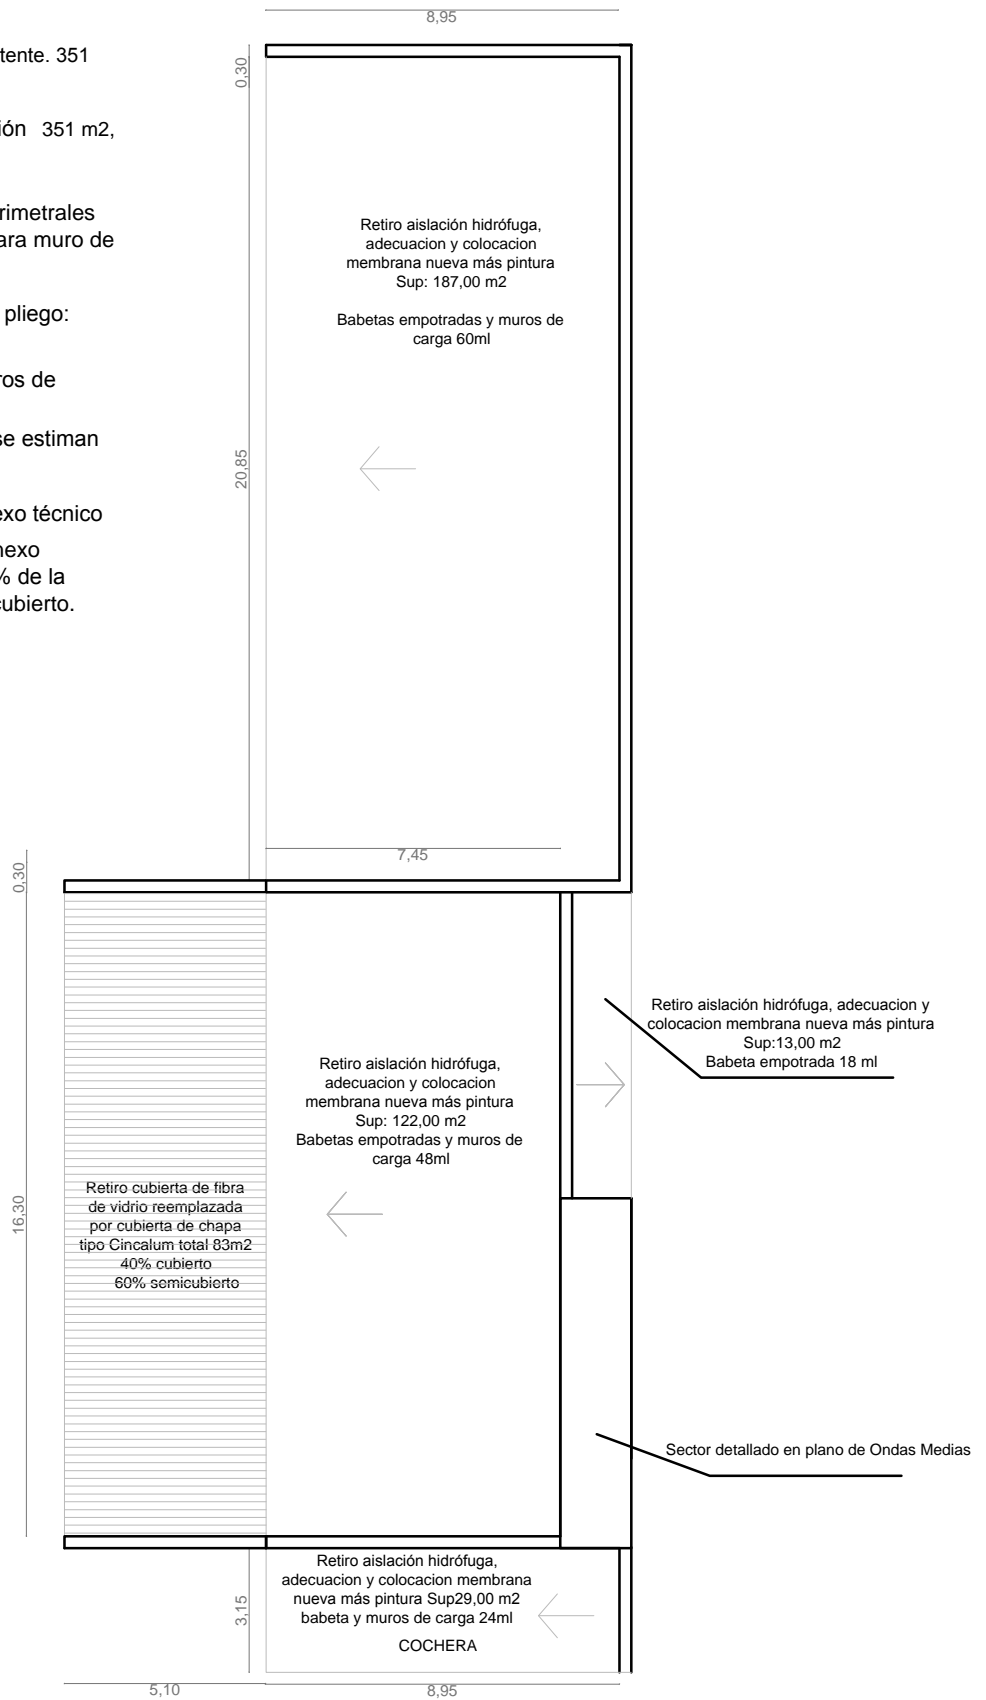 8,95
tente. 351
ión 351 m2,
rimetrales
ara muro de
pliego:
ros de
se estiman
exo técnico
nexo
% de la
cubierto.
0,30
20,85
Retiro aislación hidrófuga,
adecuacion y colocacion
membrana nueva más pintura
Sup: 187,00 m2
Babetas empotradas y muros de
carga 60ml
7,45
0,30
16,30
Retiro aislación hidrófuga, adecuacion y
colocacion membrana nueva más pintura
Sup:13,00 m2
Babeta empotrada 18 ml
Retiro aislación hidrófuga,
adecuacion y colocacion
membrana nueva más pintura
Sup: 122,00 m2
Babetas empotradas y muros de
carga 48ml
Retiro cubierta de fibra
de vidrio reemplazada
por cubierta de chapa
tipo Cincalum total 83m2
40% cubierto
60% semicubierto
Sector detallado en plano de Ondas Medias
Retiro aislación hidrófuga,
adecuacion y colocacion membrana
nueva más pintura Sup29,00 m2
babeta y muros de carga 24ml
COCHERA
3,15
5,10
8,95